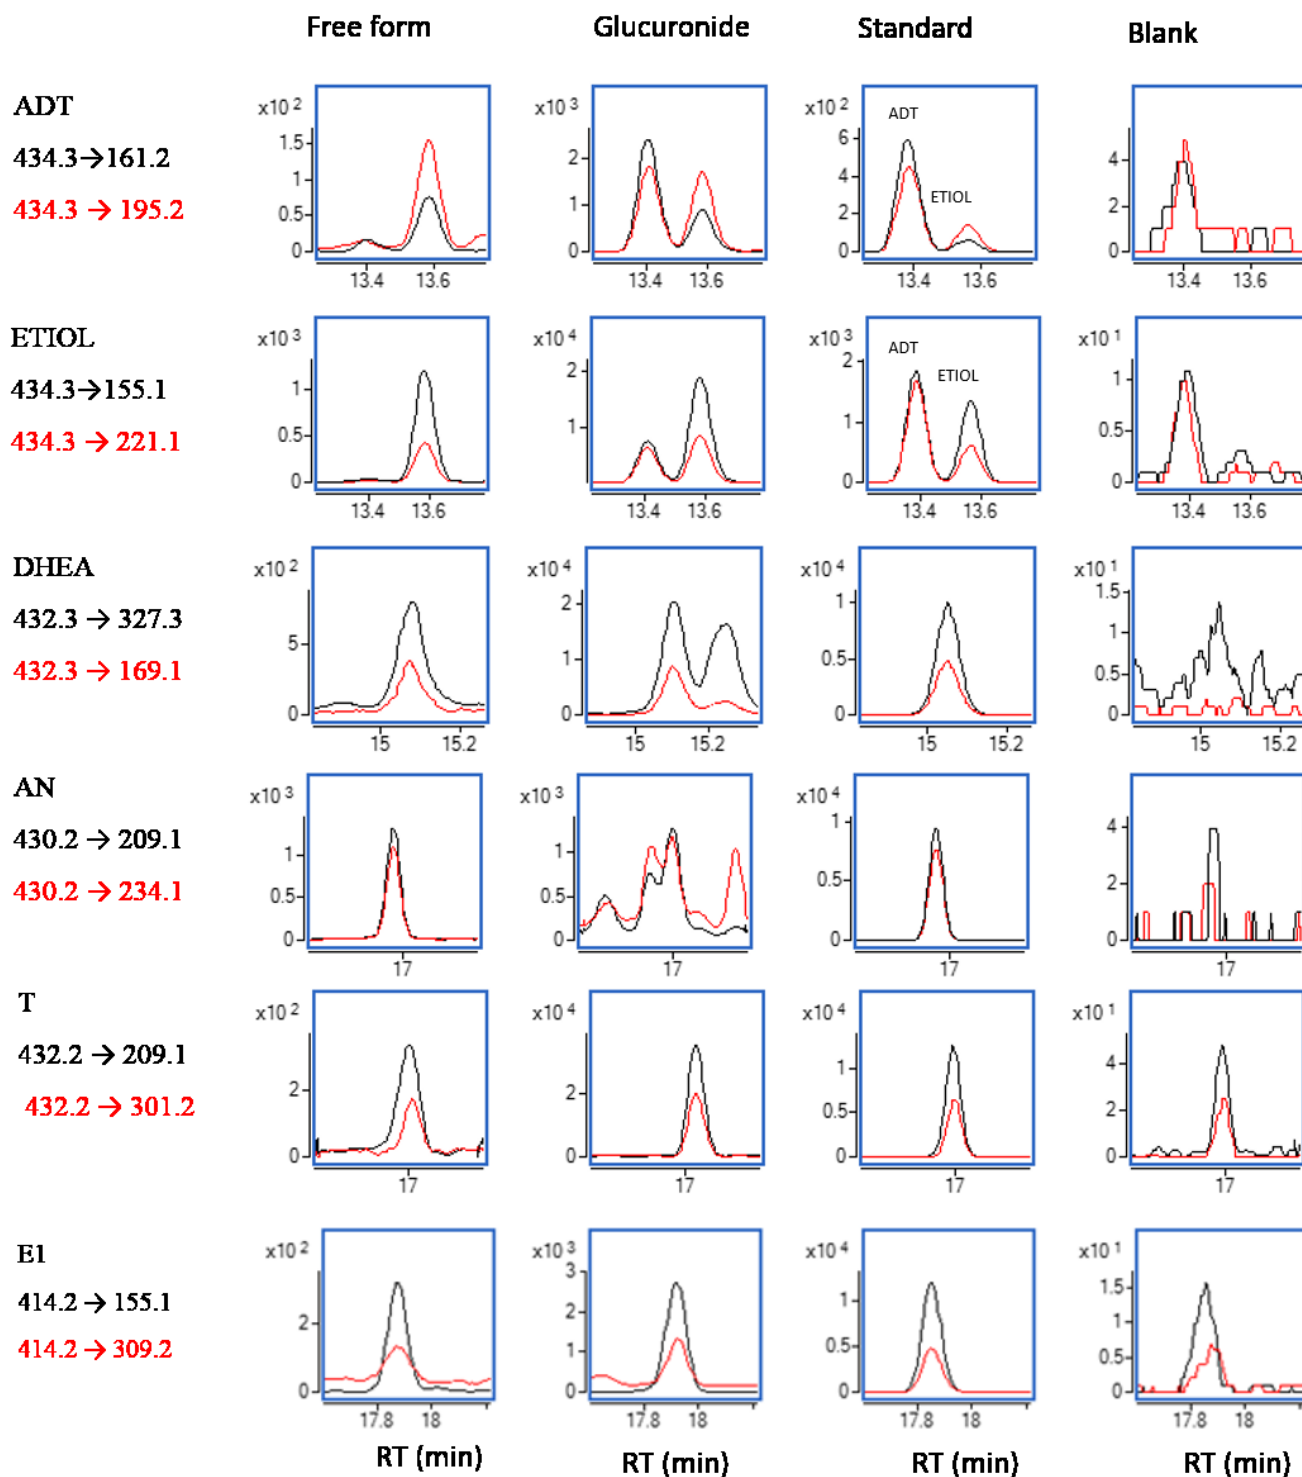 Free form Glucuronide Standard Blank
ADT
434.3→161.2
434.3 → 195.2
x10 2
1.5
1
0.5
0
13.4 13.6
x10 3
2
1
0
13.4 13.6
x10 2
6
4
2
0
ADT
ETIOL
13.4 13.6
4
2
0
13.4 13.6
ETIOL
434.3→155.1
434.3 → 221.1
x10 3
1
0.5
0
13.4 13.6
x10 4
2
1
13.4 13.6
x10 3
2
1
0
ADT
ETIOL
13.4 13.6
x10 1
1
0.5
0
13.4 13.6
DHEA
432.3 → 327.3
432.3 → 169.1
x10 2
5
0
15 15.2
x10 4
2
1
0
15 15.2
x10 4
1
0.5
0
15 15.2
x10 1
1.5
1
0.5
0
15 15.2
AN
430.2 → 209.1
430.2 → 234.1
x10 3
1
0.5
0
17
x10 3
1
0.5
0
17
x10 4
1
0.5
0
17
4
2
0
17
T
432.2 → 209.1
432.2 → 301.2
x10 2
2
0
17
x10 4
2
0
17
x10 4
1
0.5
0
17
x10 1
4
2
0
17
E1
414.2 → 155.1
414.2 → 309.2
x10 2
2
0
17.8 18
x10 3
3
2
1
0
17.8 18
x10 4
1
0.5
0
17.8 18
x10 1
1.5
1
0.5
0
17.8 18
RT (min) RT (min) RT (min) RT (min)